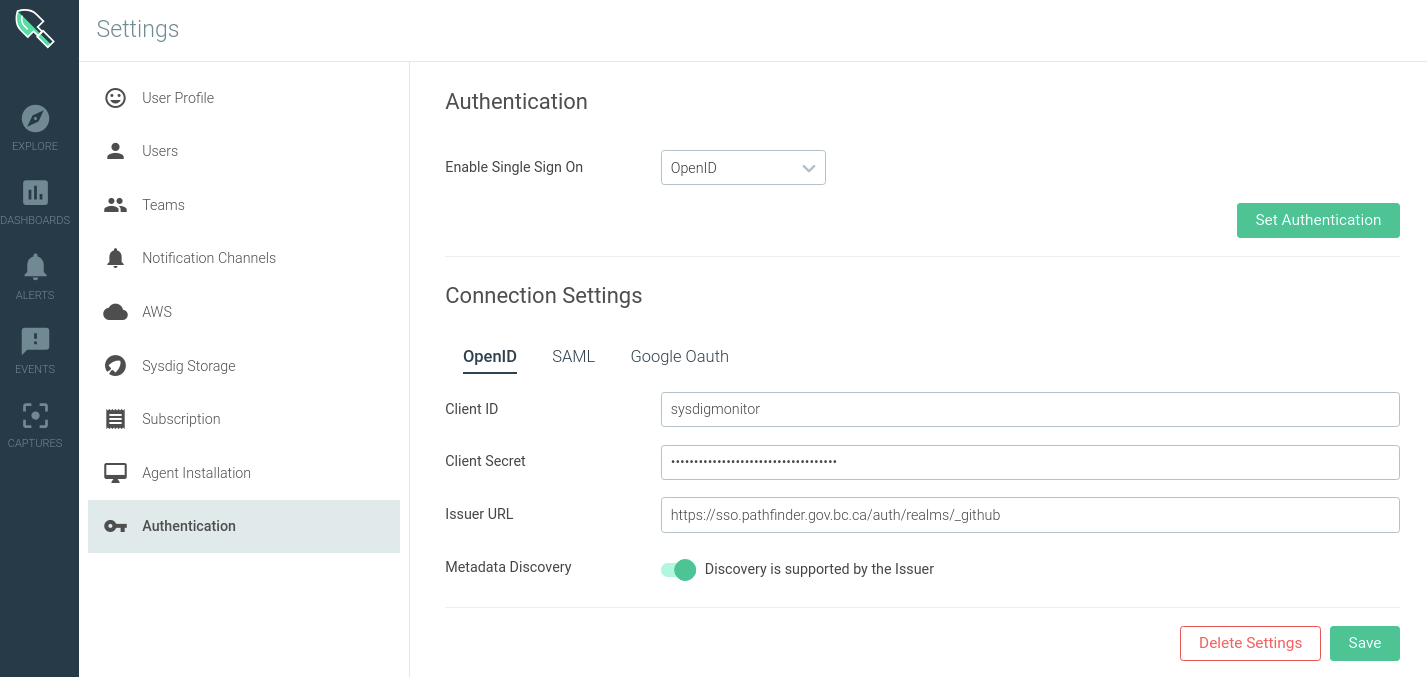 Settings
EXPLORE
DASHBOARDS
ALERTS
EVENTS
CAPTURES
User Profile
Users
Teams
Notification Channels
AWS
Sysdig Storage
Subscription
Agent Installation
Authentication
Authentication
Enable Single Sign On OpenID
Set Authentication
Connection Settings
OpenID SAML Google Oauth
Client ID sysdigmonitor
Client Secret ••••••••••••••••••••••••••••••••••••
Issuer URL https://sso.pathfinder.gov.bc.ca/auth/realms/_github
Metadata Discovery Discovery is supported by the Issuer
Delete Settings Save